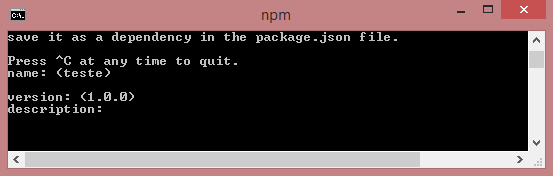 npm
save it as a dependency in the package.json file.
Press ^C at any time to quit.
name: (teste)
version: (1.0.0)
description: